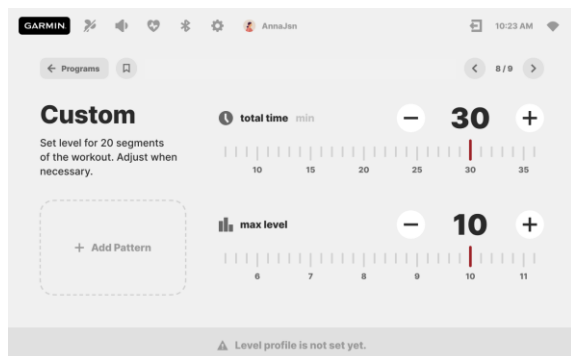 GARMIN.
AnnaJan
10:23 AM
← Programs
8/9
Custom
Set level for 20 segments
of the workout. Adjust when
necessary.
+ Add Pattern
total time min
30
10 15 20 25 30 35
max level
10
6 7 8 9 10 11
Level profile is not set yet.